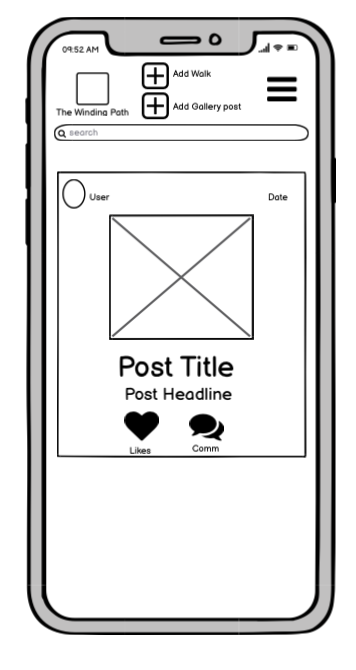 09:52 AM
Add Walk
Add Gallery post
The Winding Path
search
User
Date
Post Title
Post Headline
Likes
Comm